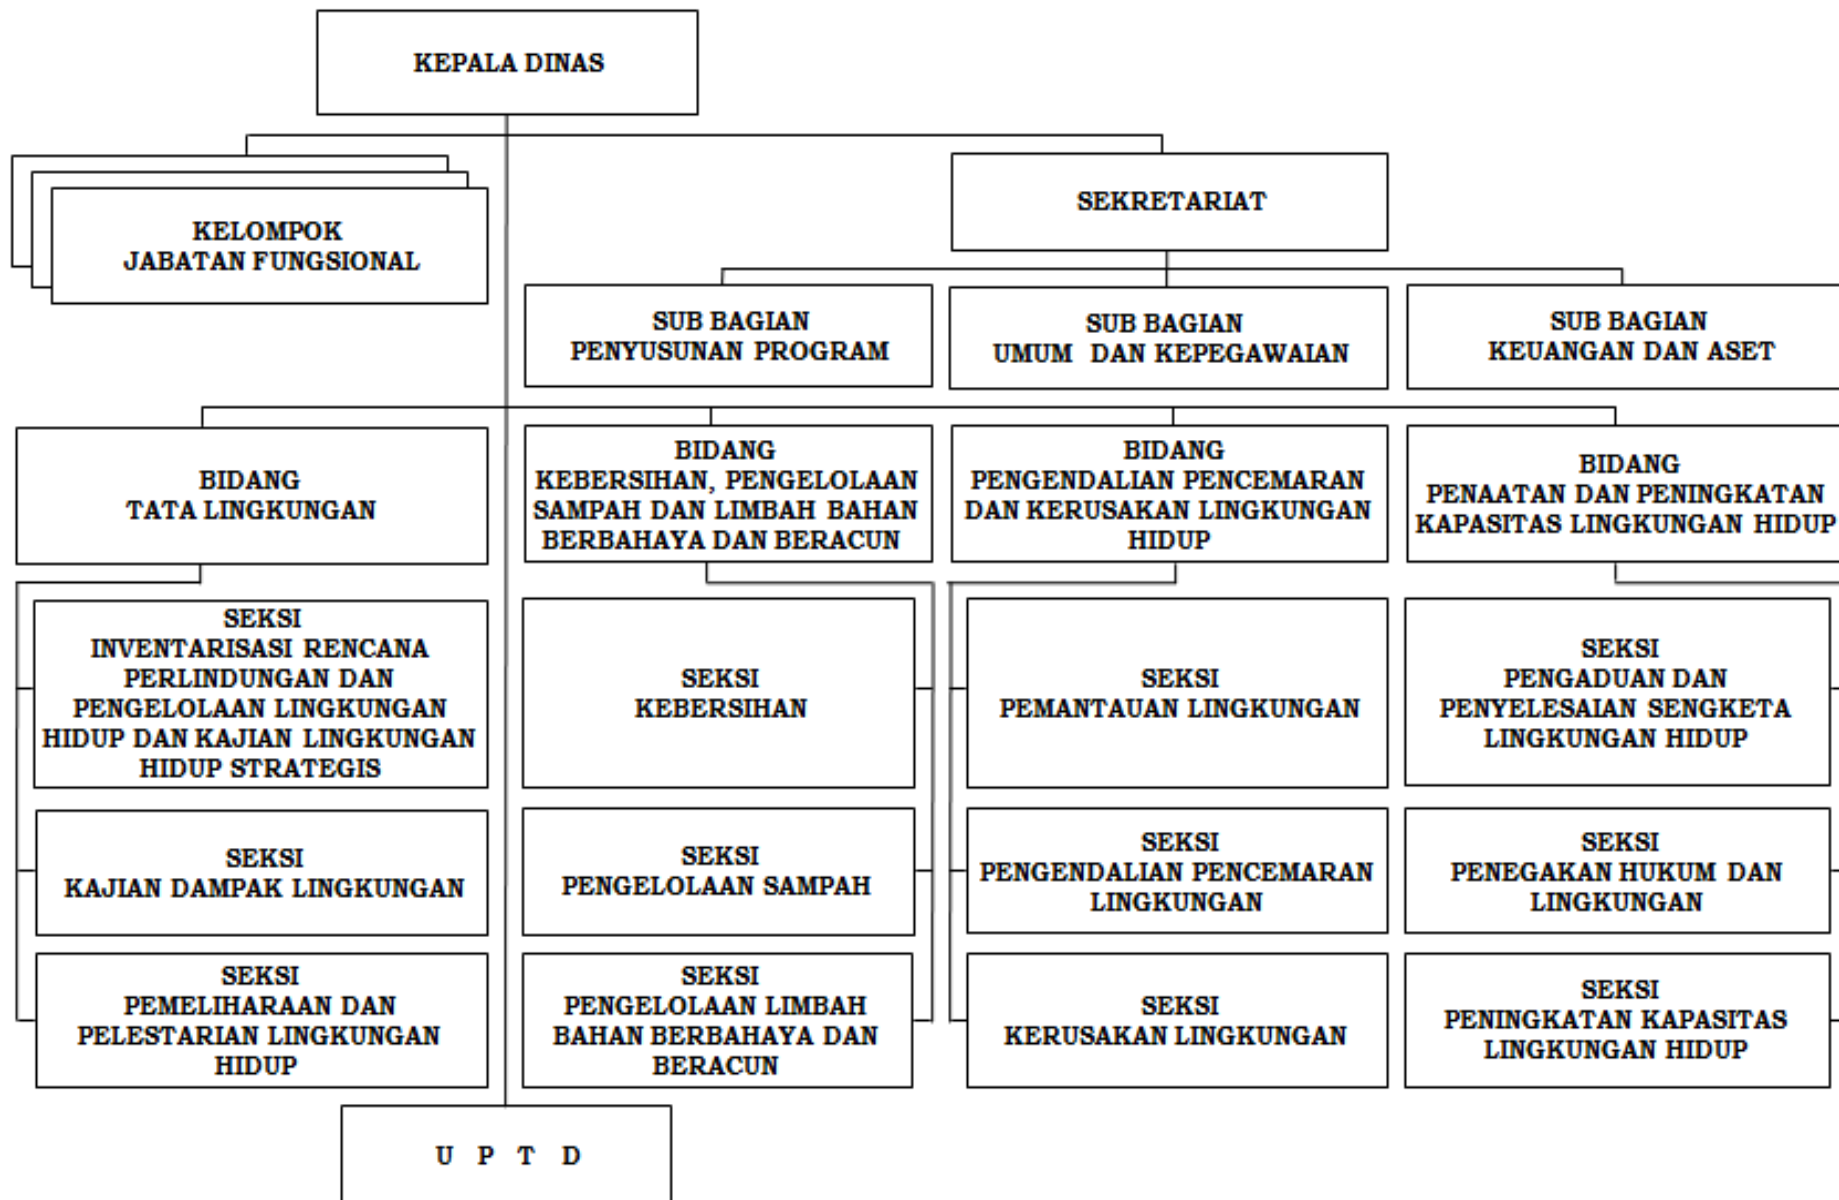 KEPALA DINAS
KELOMPOK
JABATAN FUNGSIONAL
SEKRETARIAT
SUB BAGIAN
PENYUSUNAN PROGRAM
SUB BAGIAN
UMUM DAN KEPEGAWAIAN
SUB BAGIAN
KEUANGAN DAN ASET
BIDANG
TATA LINGKUNGAN
BIDANG
KEBERSIHAN, PENGELOLAAN
SAMPAH DAN LIMBAH BAHAN
BERBAHAYA DAN BERACUN
BIDANG
PENGENDALIAN PENCEMARAN
DAN KERUSAKAN LINGKUNGAN
HIDUP
BIDANG
PENAATAN DAN PENINGKATAN
KAPASITAS LINGKUNGAN HIDUP
SEKSI
INVENTARISASI RENCANA
PERLINDUNGAN DAN
PENGELOLAAN LINGKUNGAN
HIDUP DAN KAJIAN LINGKUNGAN
HIDUP STRATEGIS
SEKSI
KEBERSIHAN
SEKSI
PEMANTAUAN LINGKUNGAN
SEKSI
PENGADUAN DAN
PENYELESAIAN SENGKETA
LINGKUNGAN HIDUP
SEKSI
KAJIAN DAMPAK LINGKUNGAN
SEKSI
PENGELOLAAN SAMPAH
SEKSI
PENGENDALIAN PENCEMARAN
LINGKUNGAN
SEKSI
PENEGAKAN HUKUM DAN
LINGKUNGAN
SEKSI
PEMELIHARAAN DAN
PELESTARIAN LINGKUNGAN
HIDUP
SEKSI
PENGELOLAAN LIMBAH
BAHAN BERBAHAYA DAN
BERACUN
SEKSI
KERUSAKAN LINGKUNGAN
SEKSI
PENINGKATAN KAPASITAS
LINGKUNGAN HIDUP
U P T D